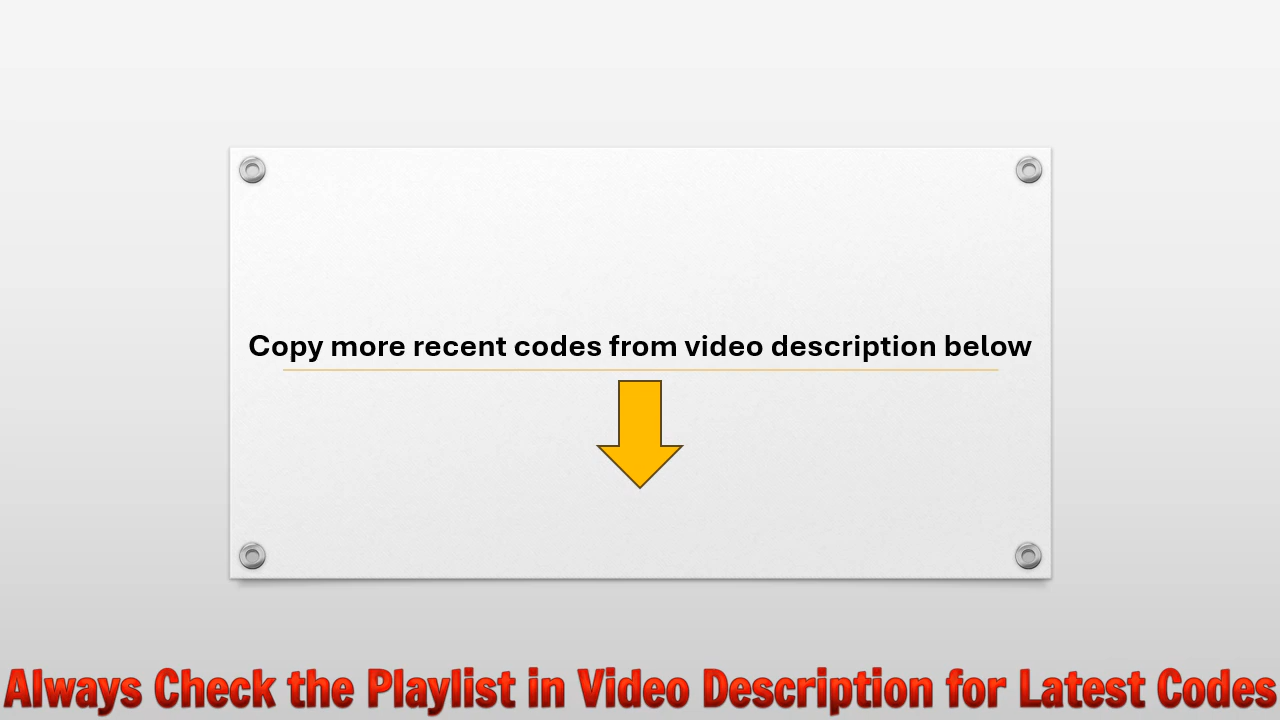 Copy more recent codes from video description below
Always Check the Playlist in Video Description for Latest Codes